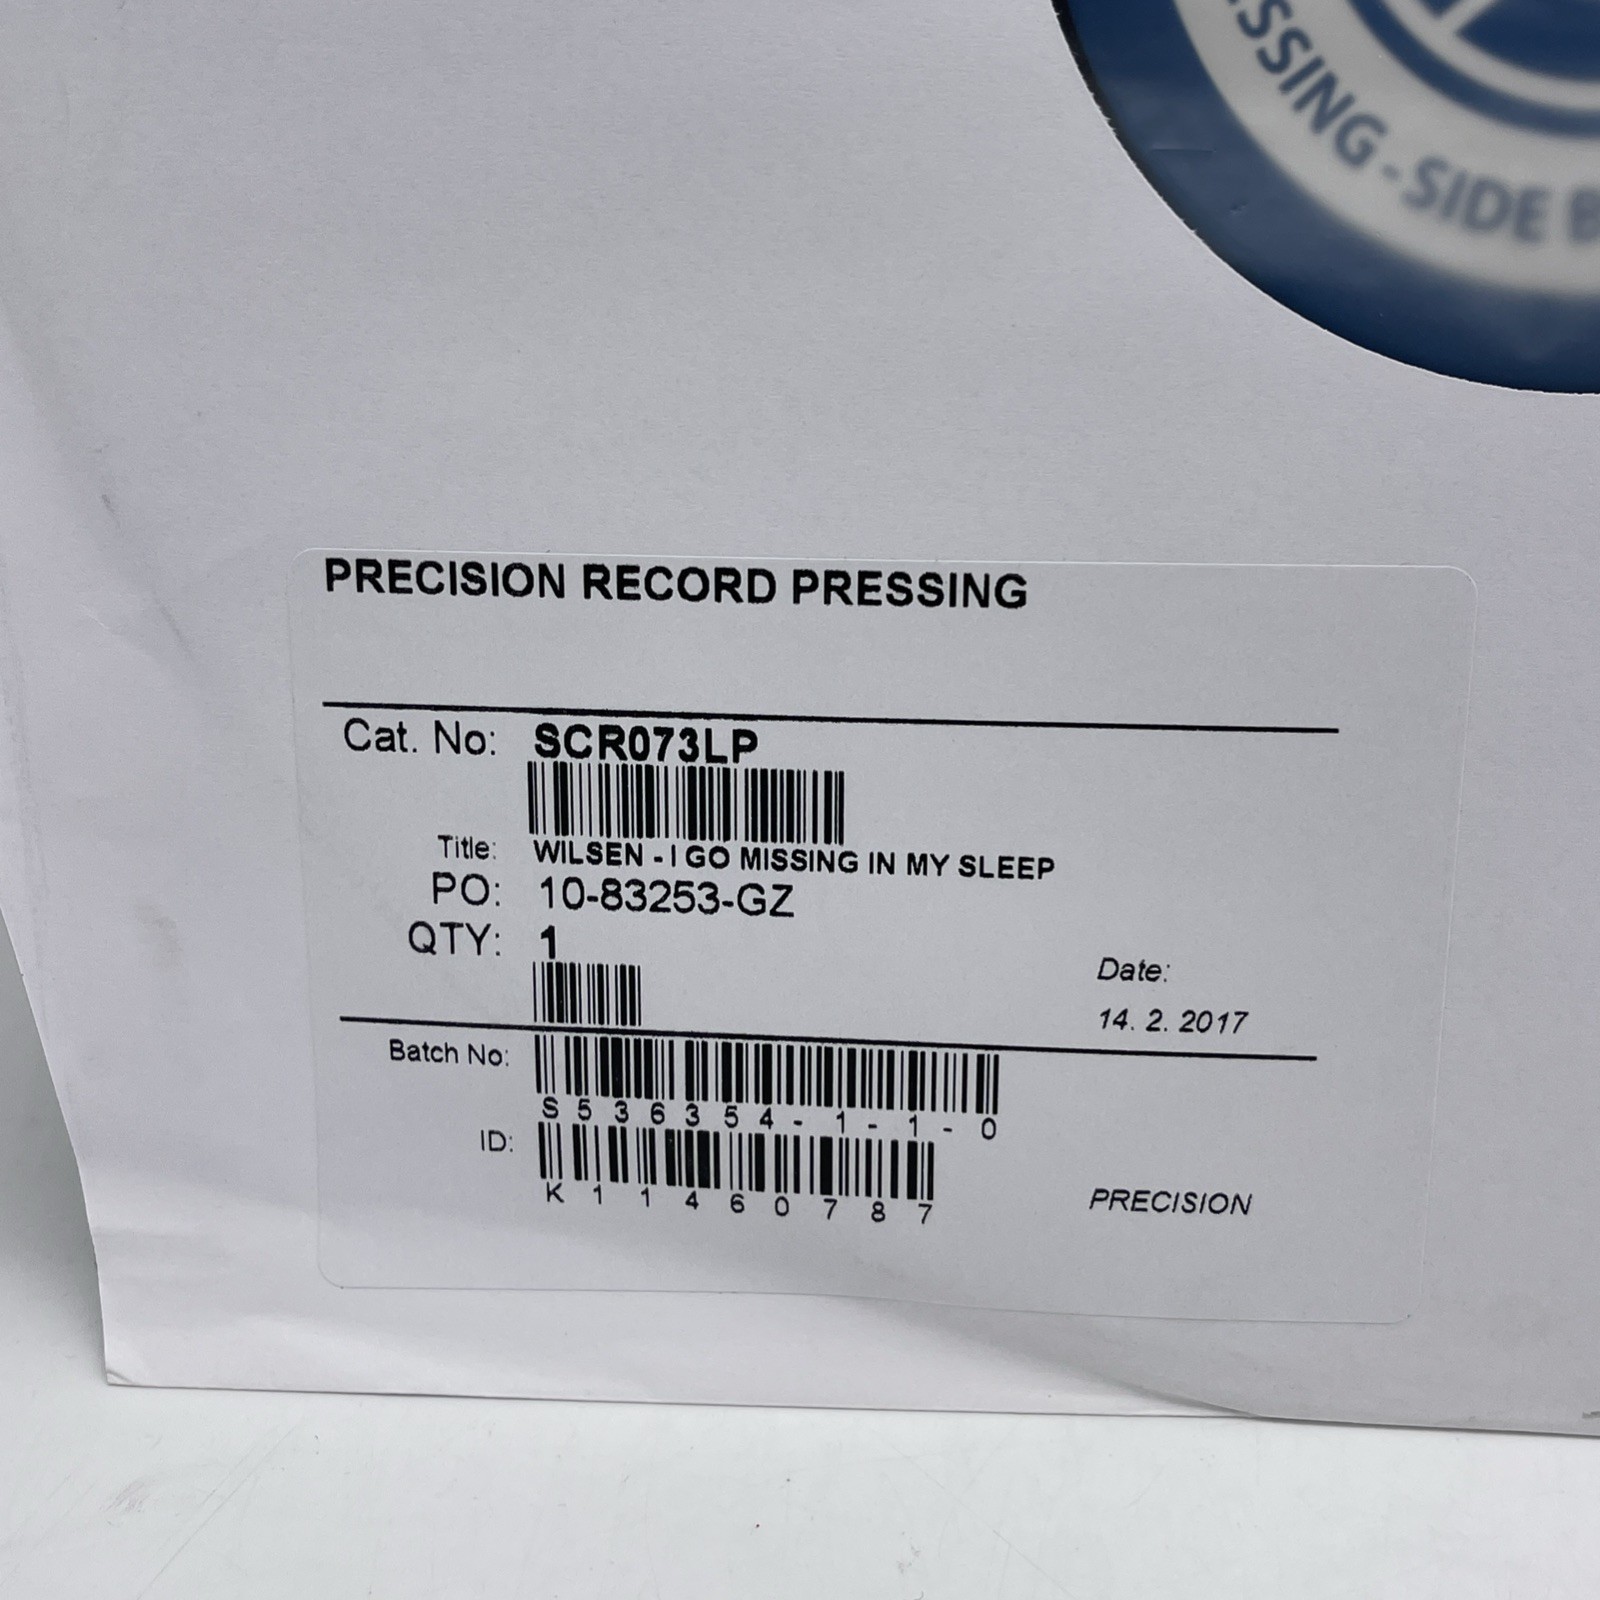 SSING - SIDE B
PRECISION RECORD PRESSING
Cat. No: SCR073LP
Title: WILSEN - I GO MISSING IN MY SLEEP
PO: 10-83253-GZ
QTY: 1
Date:
14. 2. 2017
Batch No:
S536354-1-1-0
ID:
K11460787
PRECISION